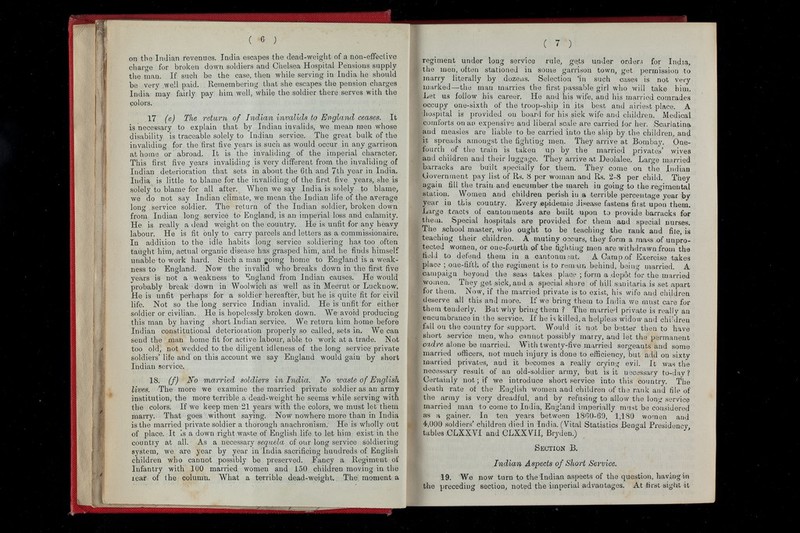 ( 6 )
on the Indian revenues. India escapes the dead-weight of a non-effective
charge for broken down soldiers and Chelsea Hospital Pensions supply
the man. If such be the case, then while serving in India he should
be very well paid. Remembering that she escapes the pension charges
India may fairly pay him well, while the soldier there serves with the
colors.
17 (e) The return of Indian invalids to England ceases. It
is necessary to explain that by Indian invalids, we mean men whose
disability is traceable solely to Indian service. The great bulk of the
invaliding for the first five years is such as would occur in any garrison
at home or abroad. It is the invaliding of the imperial character.
This first five years invaliding is very different from the invaliding of
Indian deterioration that sets in about the 6th and 7th year in India.
India is little to blame for the invaliding of the first five years, she is
solely to blame for all after. When we say India is solely to blame,
we do not say Indian climate, we mean the Indian life of the average
long service soldier. The return of the Indian soldier, broken down
from Indian long service to England, is an imperial loss and calamity.
He is really a dead weight on the country. He is unfit for any heavy
labour. He is fit only to carry parcels and letters as a commissionaire.
In addition to the idle habits long service soldiering has too often
taught him, actual organic disease has grasped him, and he finds himself
unable to work hard. Such a man going home to England is a weak-
ness to England. Now the invalid who breaks down in the first five
years is not a weakness to England from Indian causes. He would
probably break down in Woolwich as well as in Meerut or Lucknow.
He is unfit perhaps for a soldier hereafter, but he is quite fit for civil
life. Not so the long service Indian invalid. He is unfit for either
soldier or civilian. He is hopelessly broken down. We avoid producing
this man by having short Indian service. We return him home before
Indian constitutional deterioration properly so called, sets in. We can
send the man home fit for active labour, able to work at a trade. Not
too old, not wedded to the diligent idleness of the long service private
soldiers' life and on this account we say England would gain by short
Indian service.
18. (f) No married soldiers in India. No waste of English
lives. The more we examine the married private soldier as an army
institution, the more terrible a dead-weight he seems while serving with
the colors. If we keep men 21 years with the colors, we must let them
marry. That goes without saying. Now nowhere more than in India
is the married private soldier a thorough anachronism. He is wholly out
of place. It is a down right waste of English life to let him exist in the
country at all. As a necessary sequela of our long service soldiering
system, we are year by year in India sacrificing hundreds of English
children who cannot possibly be preserved. Fancy a Regiment of
Infantry with 100 married women and 150 children moving in the
rear of the column. What a terrible dead-weight. The moment a
( 7 )
regiment under long service rule, gets under orders for India,
the men, often stationed in some garrison town, get permission to
marry literally by dozens. Selection in such cases is not very
marked—the man marries the first passable girl who will take him.
Let us follow his career. He and his wife, and his married comrades
occupy one-sixth of the troop-ship in its best and airiest place. A
hospital is provided on board for his sick wife and children. Medical
comforts on an expensive and liberal scale are carried for her. Scarlatina
and measles are liable to be carried into the ship by the children, and
it spreads amongst the fighting men. They arrive at Bombay. One-
fourth of the train is taken up by the married privates' wives
and children and their luggage. They arrive at Deolalee. Large married
barracks are built specially for them. They come on the Indian
Government pay list of Rs. 8 per woman and Rs. 2-8 per child. They
again fill the train and encumber the march in going to the regimental
station. Women and children perish in a terrible percentage year by
year in this country. Every epidemic disease fastens first upon them.
Large tracts of cantonments are built upon to provide barracks for
them. Special hospitals are provided for them and special nurses.
The school master, who ought to be teaching the rank and file, is
teaching their children. A mutiny occurs, they form a mass of unpro-
tected women, or one-fourth of the fighting men are withdrawn from the
field to defend them in a cantonment. A Camp of Exercise takes
place ; one-fifth of the regiment is to remain behind, being married. A
campaign beyond the seas takes place ; form a depôt for the married
women. They get sick, and a special share of hill sanitaria is set apart
for them. Now, if the married private is to exist, his wife and children
deserve all this and more. If we bring them to India we must care for
them tenderly. But why bring them ? The married private is really an
encumbrance in the service. If he is killed, a helpless widow and children
fall on the country for support. Would it not be better then to have
short service men, who cannot possibly marry, and let the permanent
cadre alone be married. With twenty-five married sergeants and some
married officers, not much injury is done to efficiency, but add on sixty
married privates, and it becomes a really crying evil. It was the
necessary result of an old-soldier army, but is it necessary to-day ?
Certainly not ; if we introduce short service into this country. The
death rate of the English women and children of the rank and file of
the army is very dreadful, and by refusing to allow the long service
married man to come to India, England imperially must be considered
as a gainer. In ten years between 1860-69, 1,189 women and
4,000 soldiers' children died in India. (Vital Statistics Bengal Presidency,
tables CLXXVI and CLXXVII, Bryden.)
SECTION B.
Indian Aspects of Short Service.
19. We now turn to the Indian aspects of the question, having in
the preceding section, noted the imperial advantages. At first sight it